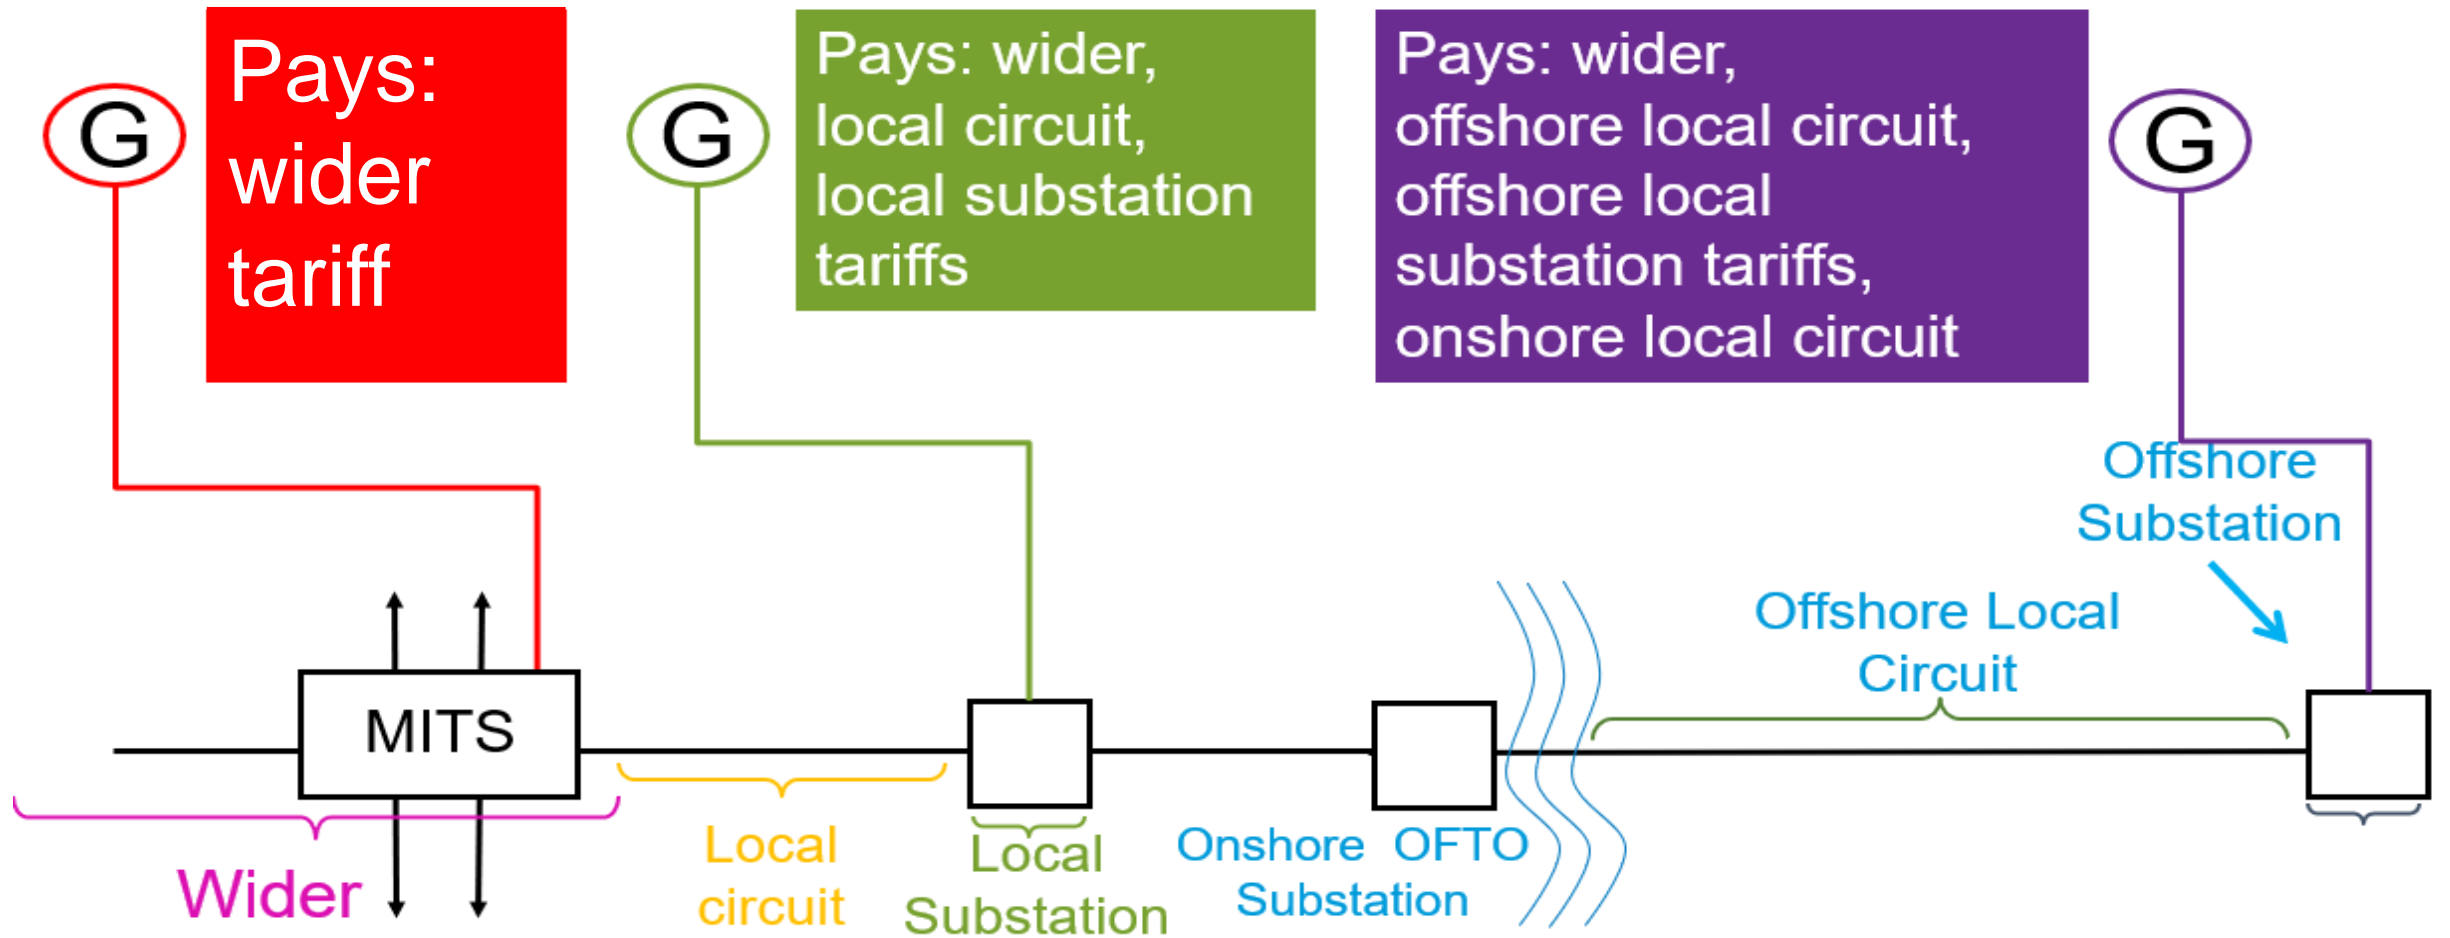 G
Pays:
wider
tariff
G
Pays: wider,
local circuit,
local substation
tariffs
Pays: wider,
offshore local circuit,
offshore local
substation tariffs,
onshore local circuit
G
Offshore
Substation
Offshore Local
Circuit
MITS
Wider
Local
circuit
Local
Substation
Onshore OFTO
Substation